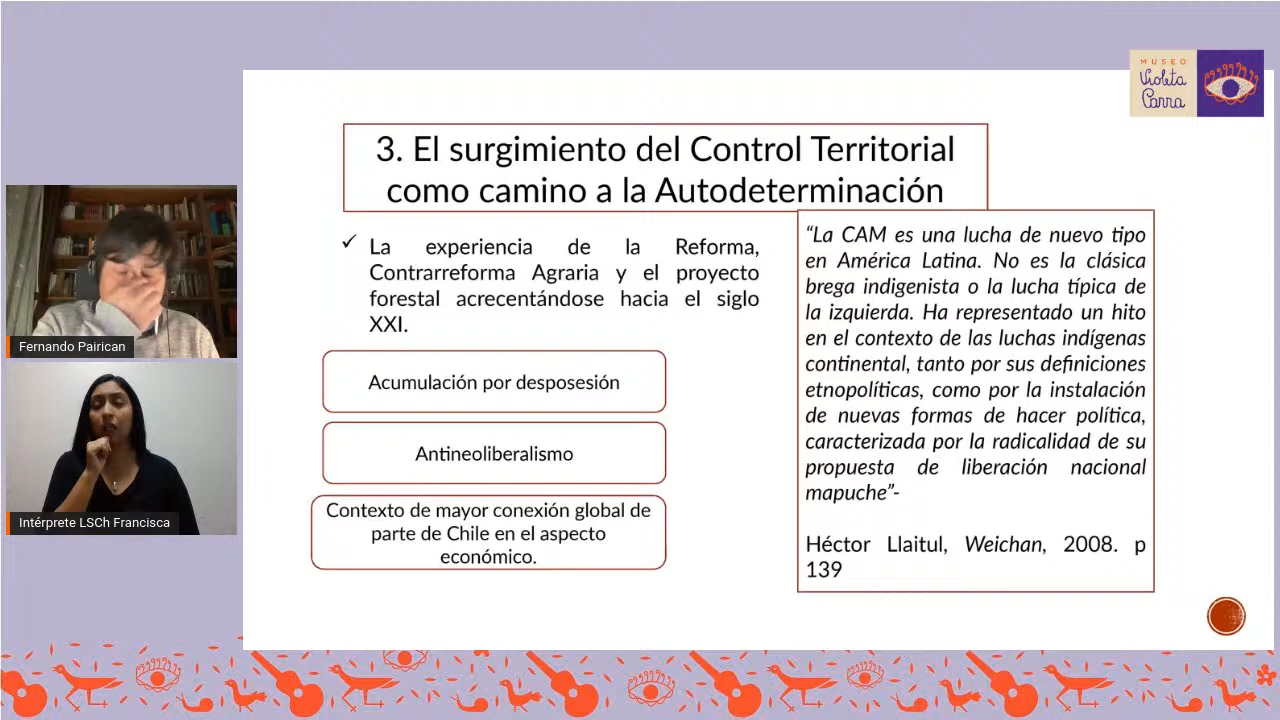 MUSEO
Violeta
Parra
3. El surgimiento del Control Territorial
como camino a la Autodeterminación
La experiencia de la Reforma,
Contrarreforma Agraria y el proyecto
forestal acrecentándose hacia el siglo
XXI.
Acumulación por desposesión
Antineoliberalismo
Contexto de mayor conexión global de
parte de Chile en el aspecto
económico.
“La CAM es una lucha de nuevo tipo
en América Latina. No es la clásica
brega indigenista o la lucha típica de
la izquierda. Ha representado un hito
en el contexto de las luchas indígenas
continental, tanto por sus definiciones
etnopolíticas, como por la instalación
de nuevas formas de hacer política,
caracterizada por la radicalidad de su
propuesta de liberación nacional
mapuche”-
Héctor Llaitul, Weichan, 2008. p
139
Fernando Pairican
Intérprete LSCh Francisca